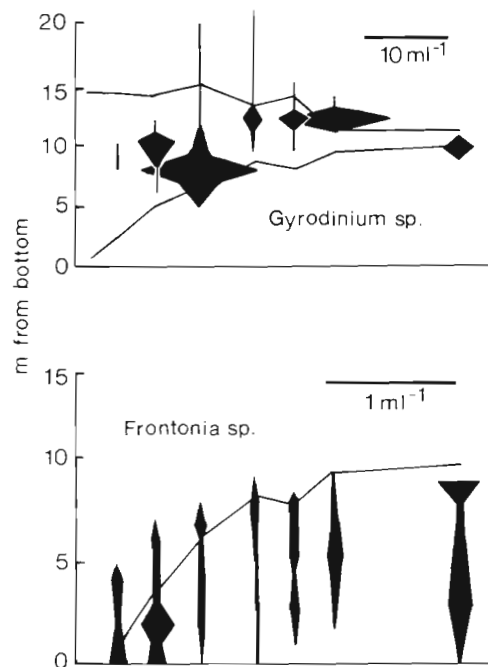 20
10 ml⁻¹
15
10
5
Gyrodinium sp.
0
m from bottom
15
1 ml⁻¹
Frontonia sp.
10
5
0